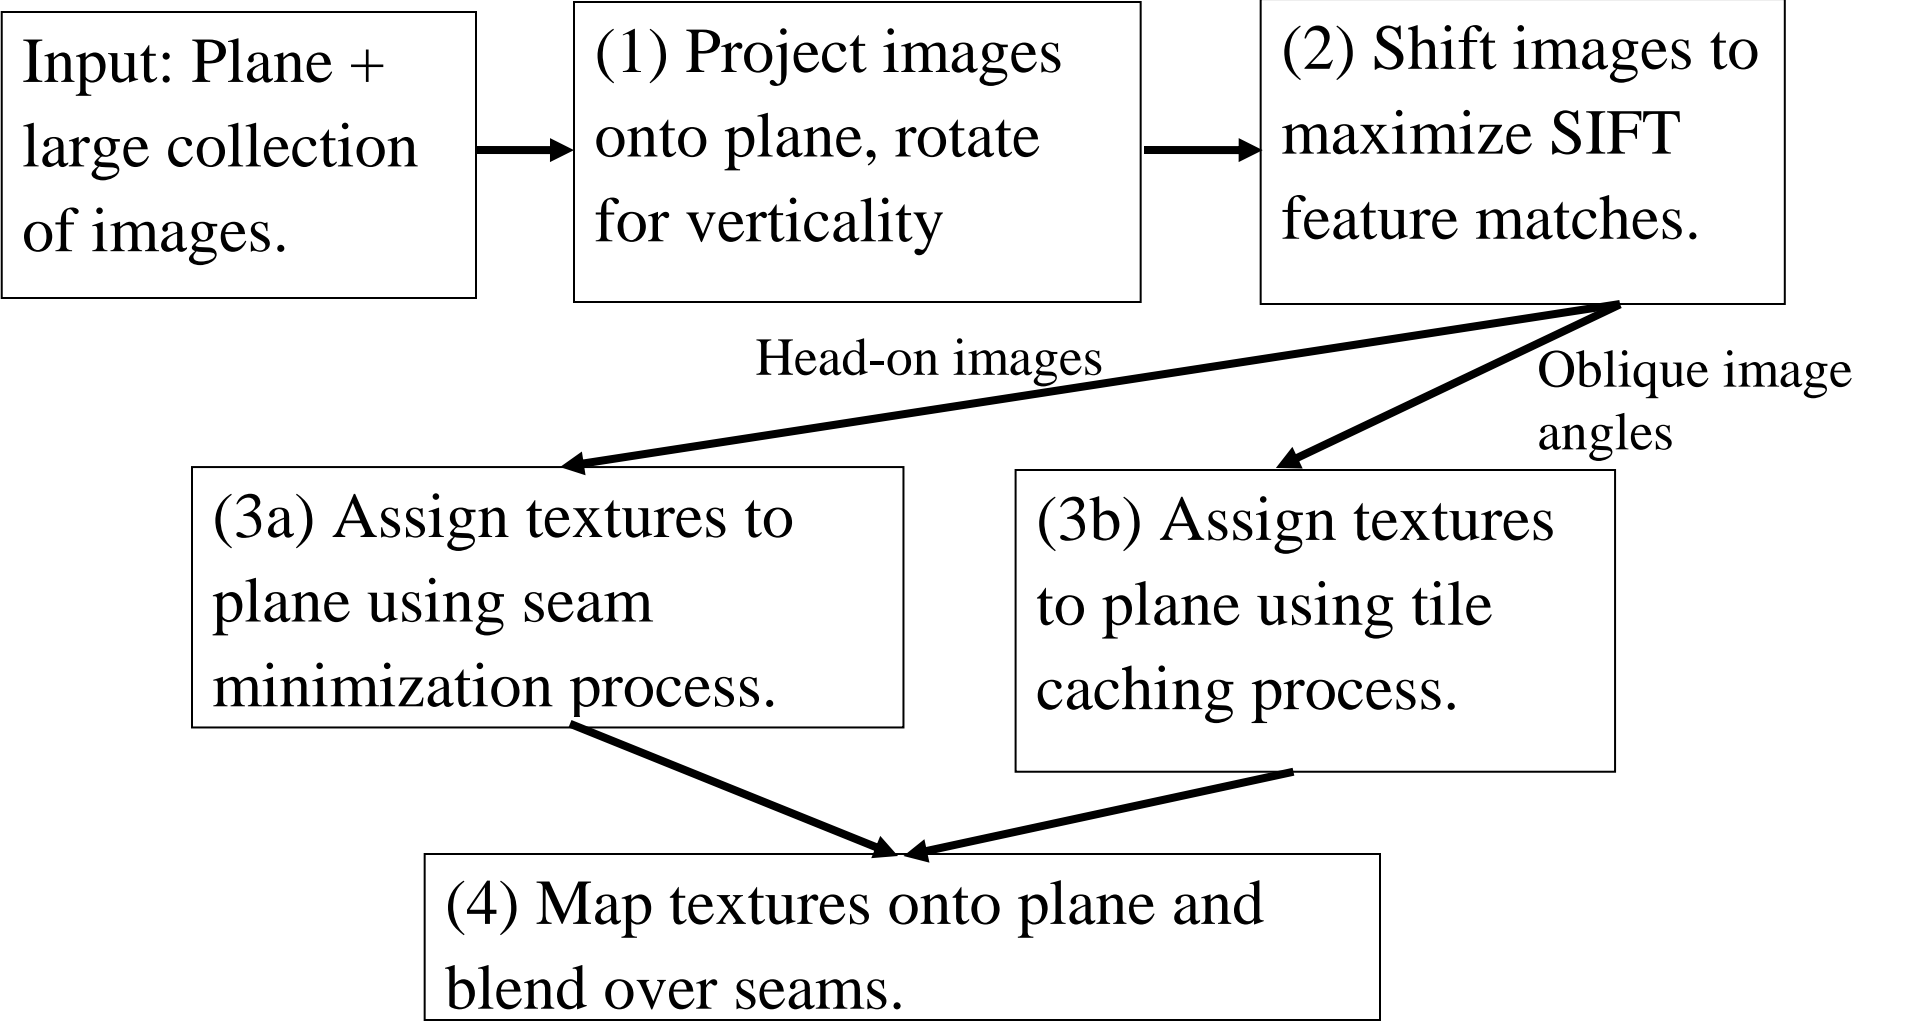 Input: Plane +
large collection
of images.
(1) Project images
onto plane, rotate
for verticality
(2) Shift images to
maximize SIFT
feature matches.
Head-on images
Oblique image
angles
(3a) Assign textures to
plane using seam
minimization process.
(3b) Assign textures
to plane using tile
caching process.
(4) Map textures onto plane and
blend over seams.